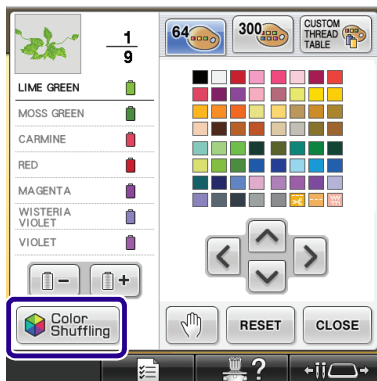 1
9
64
300
CUSTOM
THREAD
TABLE
LIME GREEN
MOSS GREEN
CARMINE
RED
MAGENTA
WISTERIA
VIOLET
VIOLET
−
+
Color
Shuffling
RESET
CLOSE
?